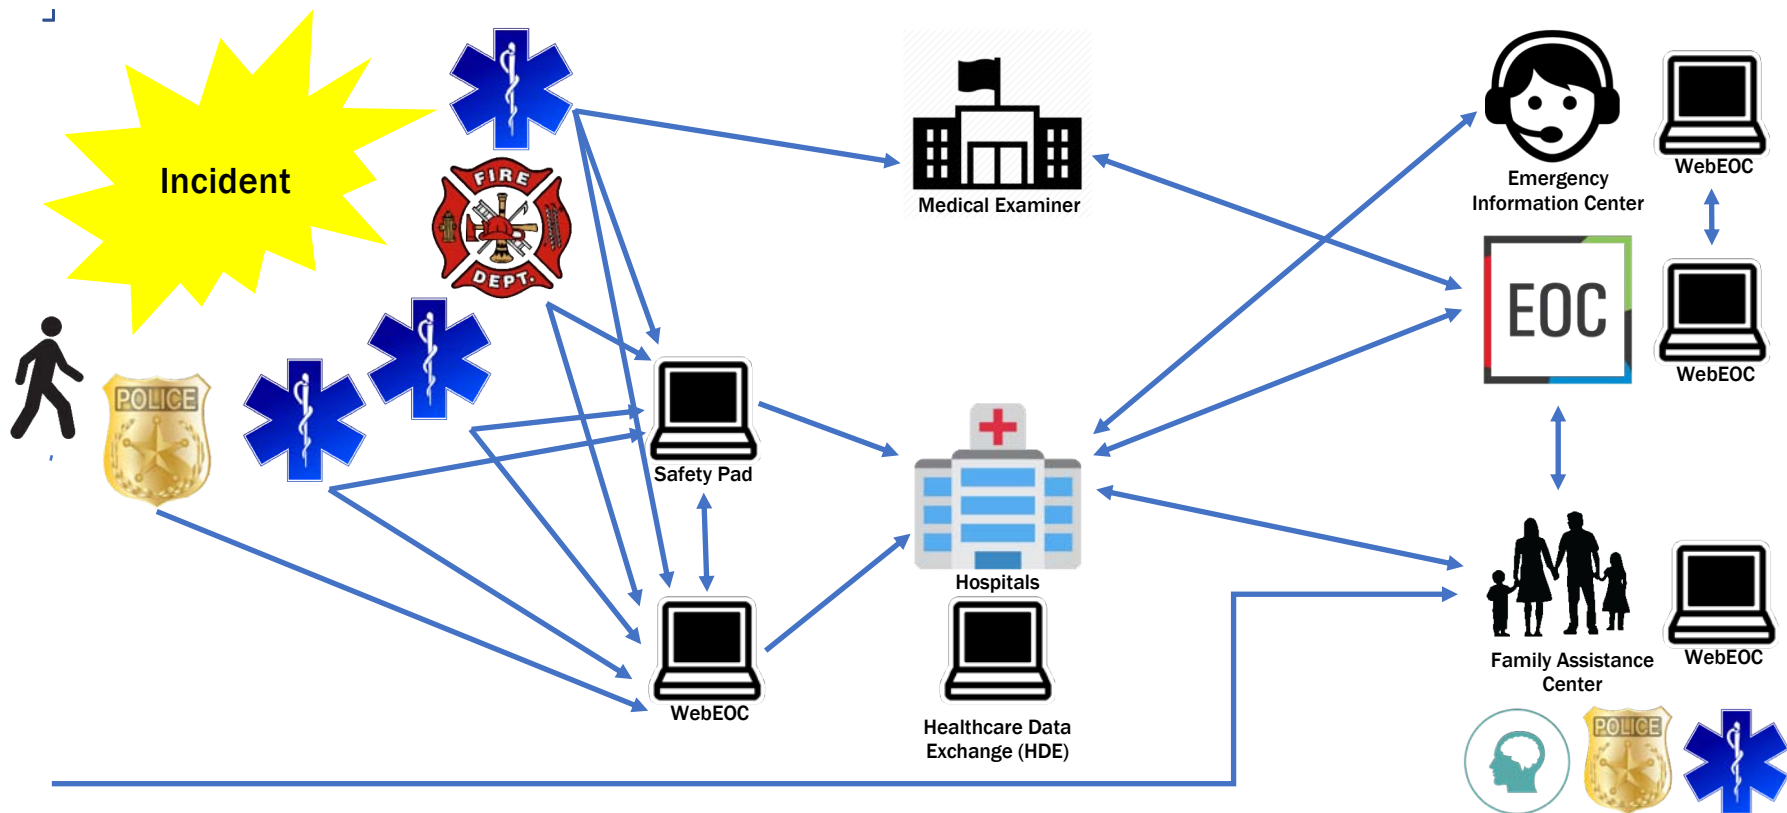 Incident
FIRE
DEPT.
POLICE
Safety Pad
WebEOC
Medical Examiner
Hospitals
Healthcare Data
Exchange (HDE)
Emergency
Information Center
WebEOC
EOC
WebEOC
Family Assistance
Center
WebEOC
POLICE